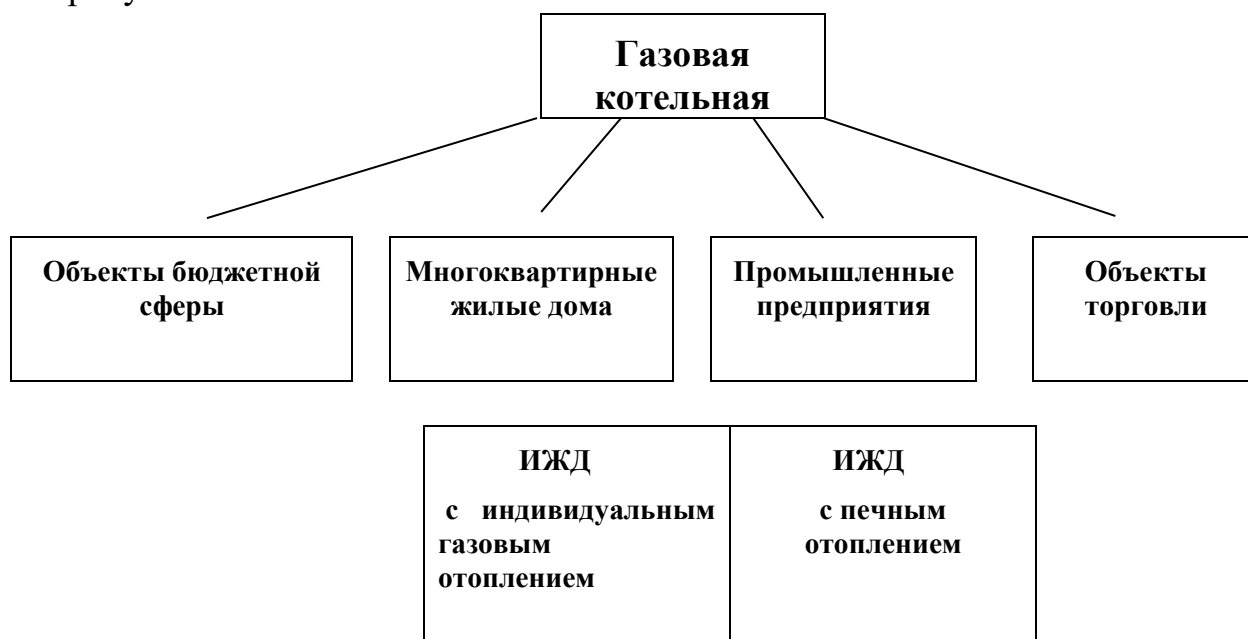 Газовая
котельная
Объекты бюджетной
сферы
Многоквартирные
жилые дома
Промышленные
предприятия
Объекты
торговли
ИЖД
с индивидуальным
газовым
отоплением
ИЖД
с печным
отоплением